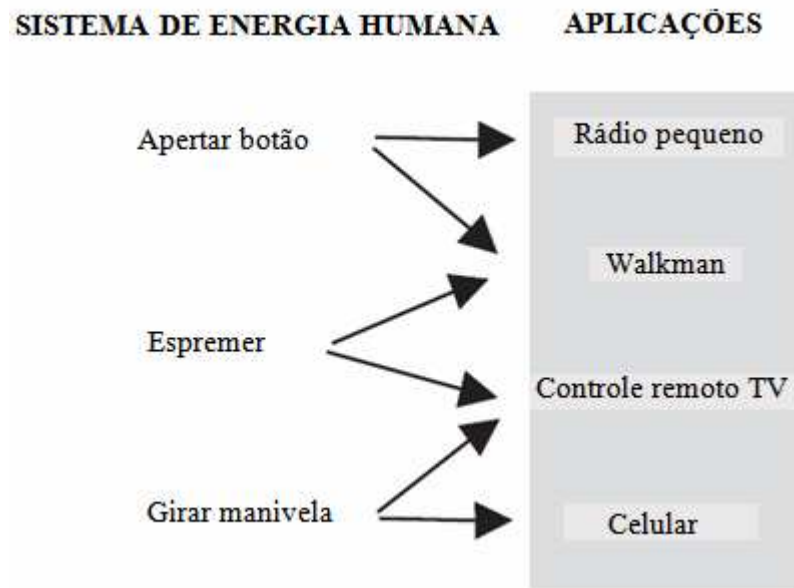 SISTEMA DE ENERGIA HUMANA APLICAÇÕES
Apertar botão Rádio pequeno
Walkman
Espremer
Controle remoto TV
Girar manivela Celular